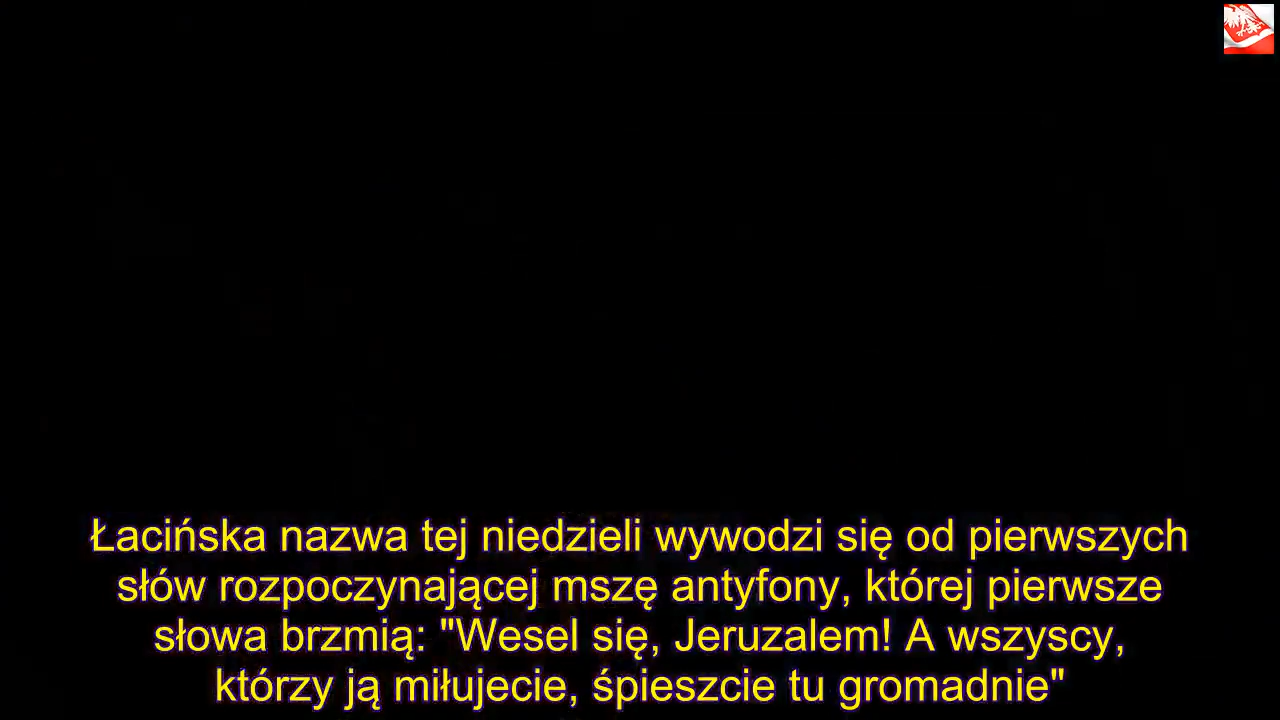 Łacińska nazwa tej niedzieli wywodzi się od pierwszych
słów rozpoczynającej mszę antyfony, której pierwsze
słowa brzmią: "Wesel się, Jeruzalem! A wszyscy,
którzy ją miłujecie, śpieszcie tu gromadnie"